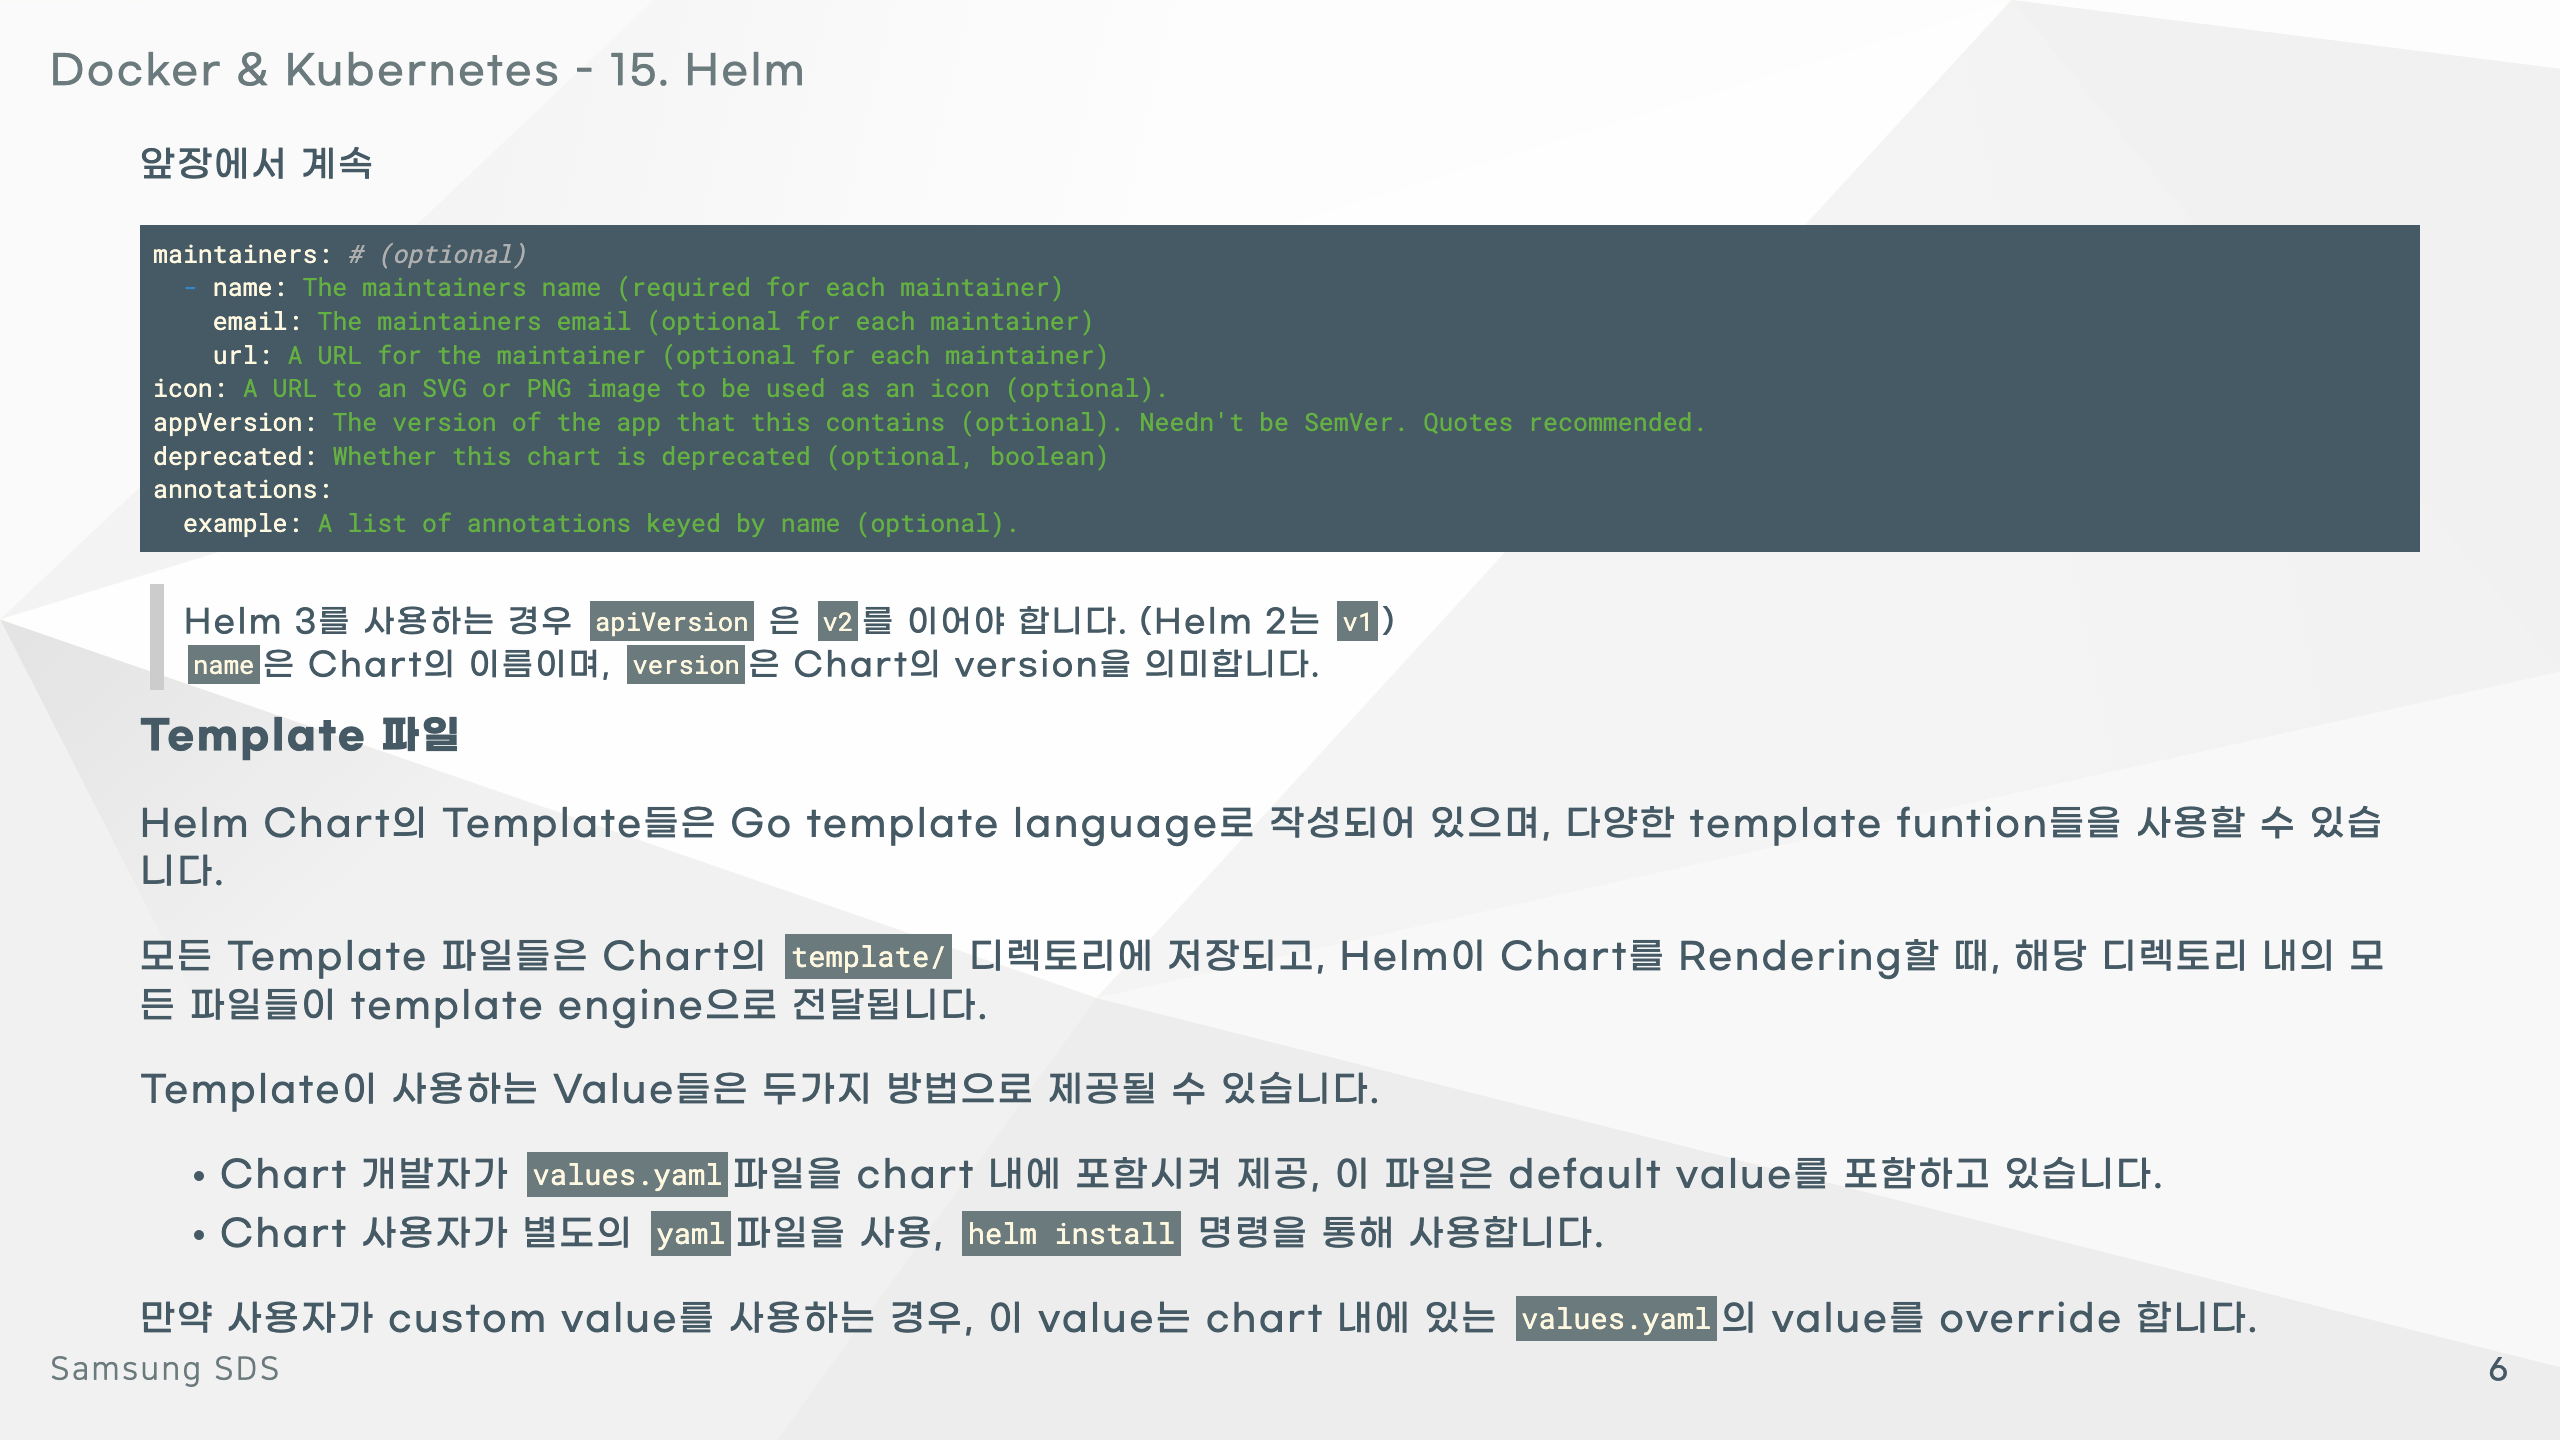 Docker & Kubernetes - 15. Helm
앞장에서 계속
maintainers: # (optional)
  - name: The maintainers name (required for each maintainer)
    email: The maintainers email (optional for each maintainer)
    url: A URL for the maintainer (optional for each maintainer)
icon: A URL to an SVG or PNG image to be used as an icon (optional).
appVersion: The version of the app that this contains (optional). Needn't be SemVer. Quotes recommended.
deprecated: Whether this chart is deprecated (optional, boolean)
annotations:
  example: A list of annotations keyed by name (optional).
Helm 3를 사용하는 경우 apiVersion 은 v2를 이어야 합니다. (Helm 2는 v1)
name은 Chart의 이름이며, version은 Chart의 version을 의미합니다.
Template 파일
Helm Chart의 Template들은 Go template language로 작성되어 있으며, 다양한 template funtion들을 사용할 수 있습
니다.
모든 Template 파일들은 Chart의 template/ 디렉토리에 저장되고, Helm이 Chart를 Rendering할 때, 해당 디렉토리 내의 모
든 파일들이 template engine으로 전달됩니다.
Template이 사용하는 Value들은 두가지 방법으로 제공될 수 있습니다.
• Chart 개발자가 values.yaml파일을 chart 내에 포함시켜 제공, 이 파일은 default value를 포함하고 있습니다.
• Chart 사용자가 별도의 yaml파일을 사용, helm install 명령을 통해 사용합니다.
만약 사용자가 custom value를 사용하는 경우, 이 value는 chart 내에 있는 values.yaml의 value를 override 합니다.
Samsung SDS
6